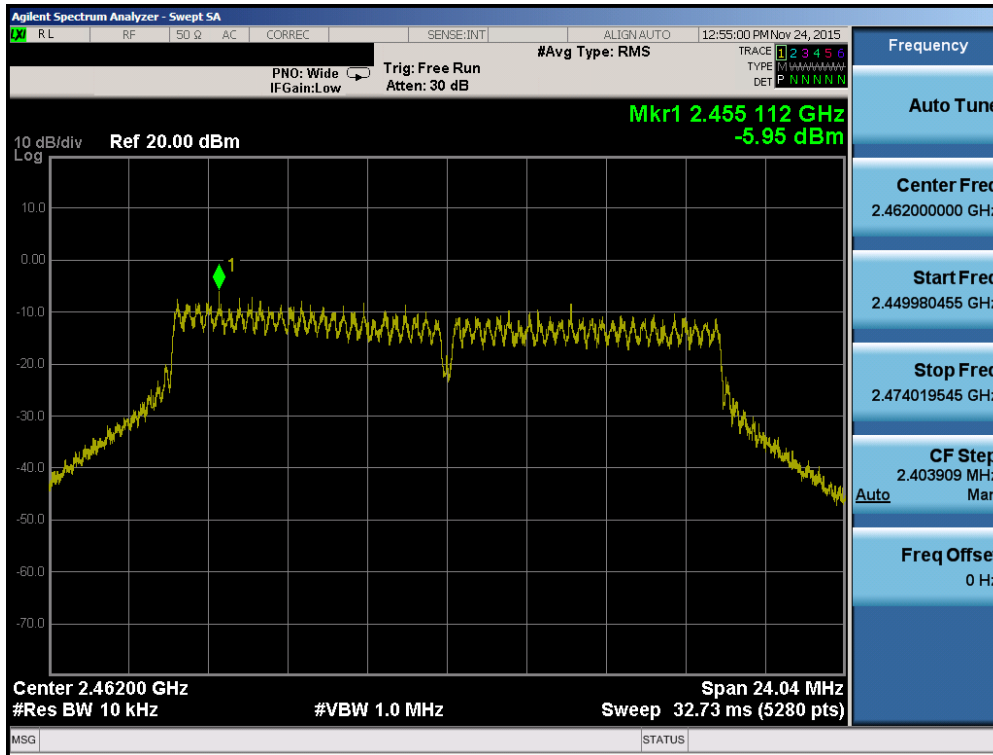 Agilent Spectrum Analyzer - Swept SA
LXI RL RF 50 Ω AC CORREC SENSE:INT ALIGN AUTO 12:55:00 PM Nov 24, 2015
#Avg Type: RMS
TRACE 1 2 3 4 5 6
TYPE M WWWWW
DET P N N N N N
PNO: Wide
IFGain:Low
Trig: Free Run
Atten: 30 dB
Mkr1 2.455 112 GHz
-5.95 dBm
10 dB/div
Log
Ref 20.00 dBm
10.0
0.00
-10.0
-20.0
-30.0
-40.0
-50.0
-60.0
-70.0
1
Center 2.46200 GHz
Span 24.04 MHz
#Res BW 10 kHz
#VBW 1.0 MHz
Sweep 32.73 ms (5280 pts)
MSG
STATUS
Frequency
Auto Tune
Center Freq
2.462000000 GHz
Start Freq
2.449980455 GHz
Stop Freq
2.474019545 GHz
CF Step
2.403909 MHz
Auto Man
Freq Offset
0 Hz